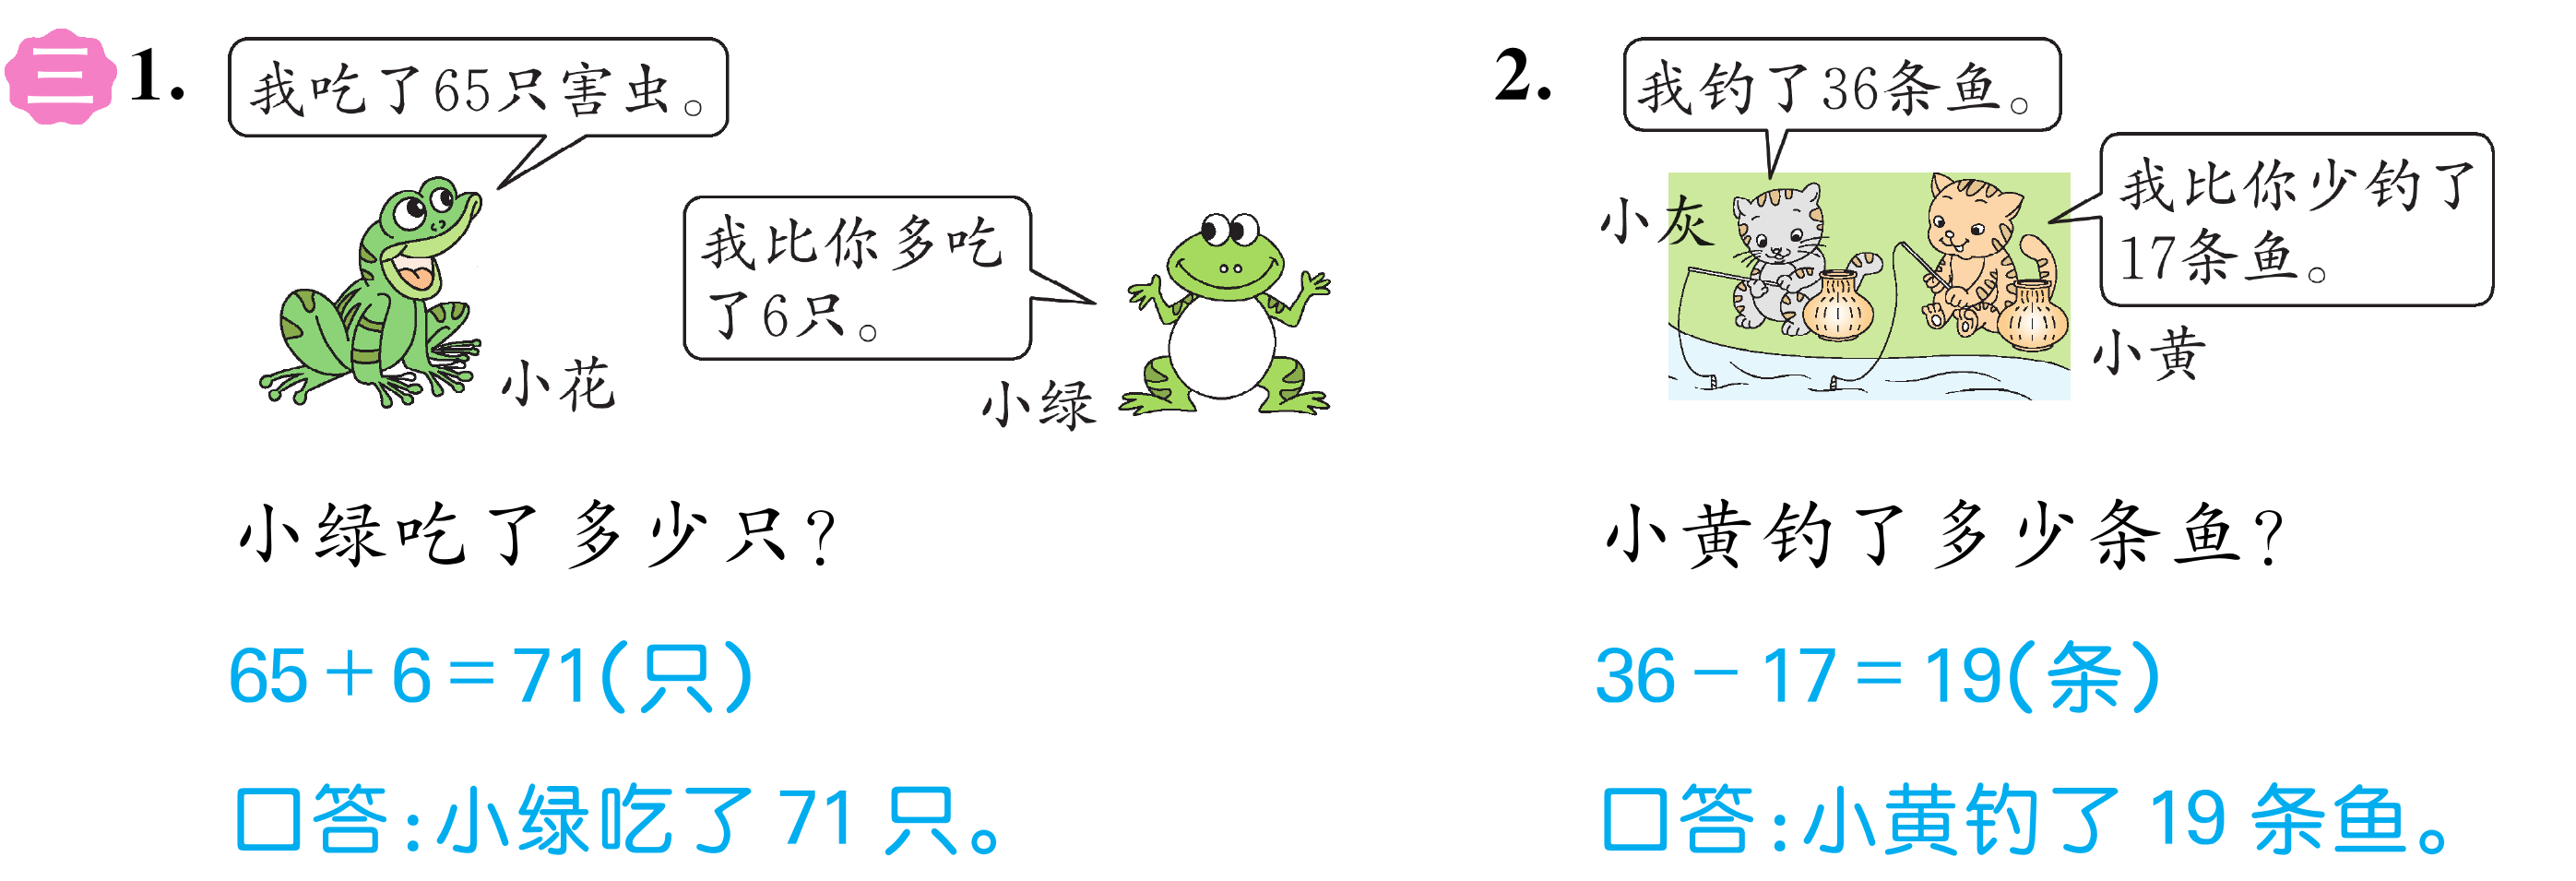 三 1.
我吃了65只害虫。
我比你多吃
了6只。
小花
小绿
小绿吃了多少只?
65+6=71(只)
口答:小绿吃了 71 只。
2.
我钓了36条鱼。
小灰
我比你少钓了
17条鱼。
小黄
小黄钓了多少条鱼?
36-17=19(条)
口答:小黄钓了 19 条鱼。